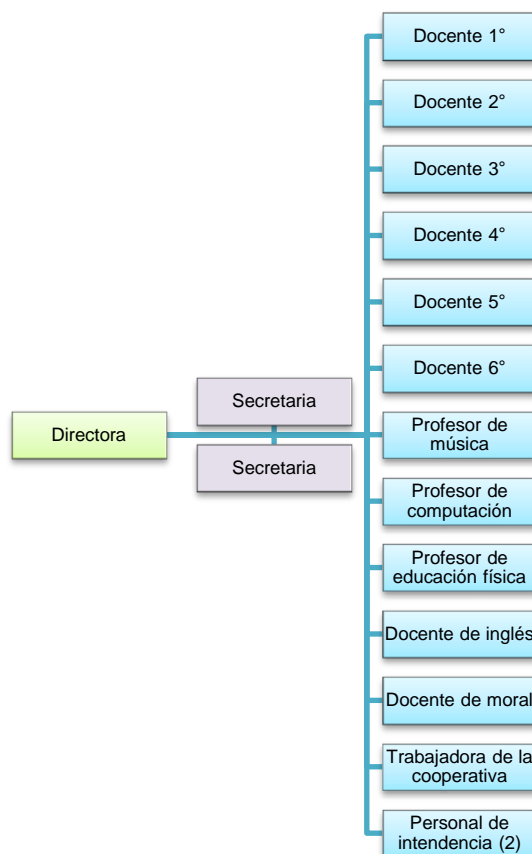 Docente 1°
Docente 2°
Docente 3°
Docente 4°
Docente 5°
Docente 6°
Secretaria
Directora
Secretaria
Profesor de
música
Profesor de
computación
Profesor de
educación física
Docente de inglés
Docente de moral
Trabajadora de la
cooperativa
Personal de
intendencia (2)